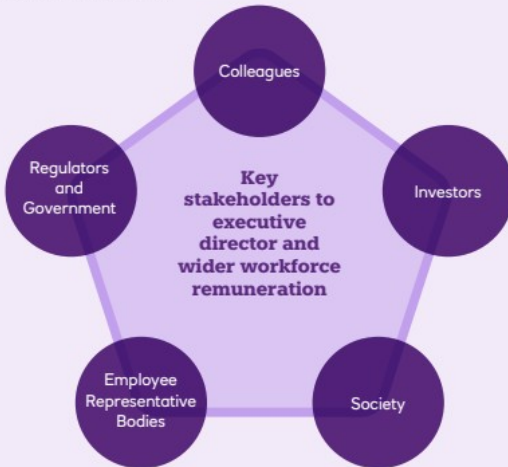 Colleagues
Regulators
and
Government
Key
stakeholders to
executive
director and
wider workforce
remuneration
Investors
Employee
Representative
Bodies
Society